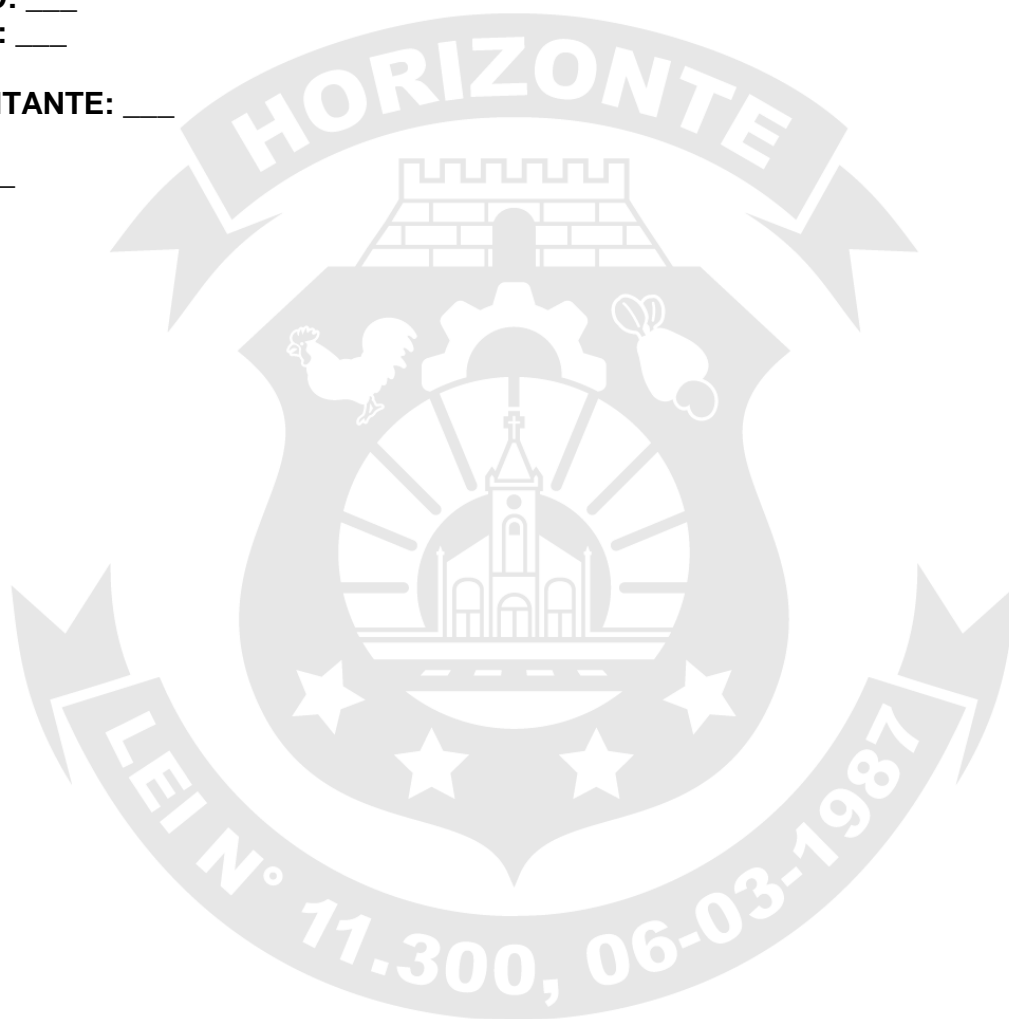 O: ___
: ___
ITANTE: ___
_
HORIZONTE
LEI N° 11.300, 06-03-1987